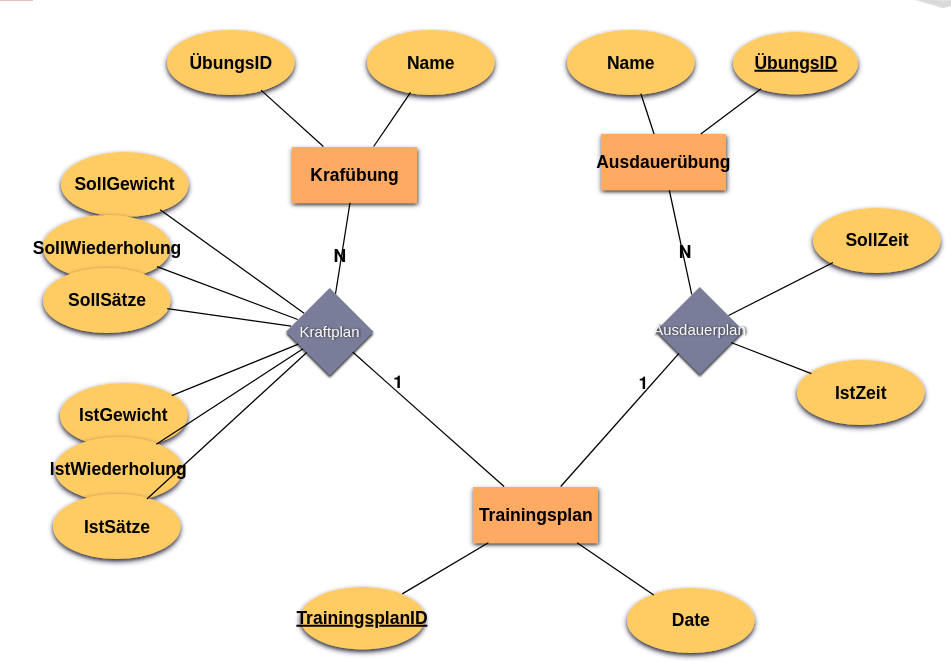 ÜbungsID
Name
Name
ÜbungsID
Krafübung
Ausdauerübung
SollGewicht
SollWiederholung
SollSätze
N
N
SollZeit
Kraftplan
Ausdauerplan
1
1
IstZeit
IstGewicht
IstWiederholung
IstSätze
Trainingsplan
TrainingsplanID
Date